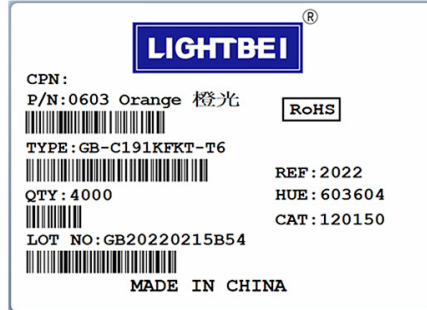 LIGHTBEI ®
CPN:
P/N:0603 Orange 橙光
RoHS
TYPE:GB-C191KFKT-T6
REF:2022
QTY:4000
HUE:603604
CAT:120150
LOT NO:GB20220215B54
MADE IN CHINA